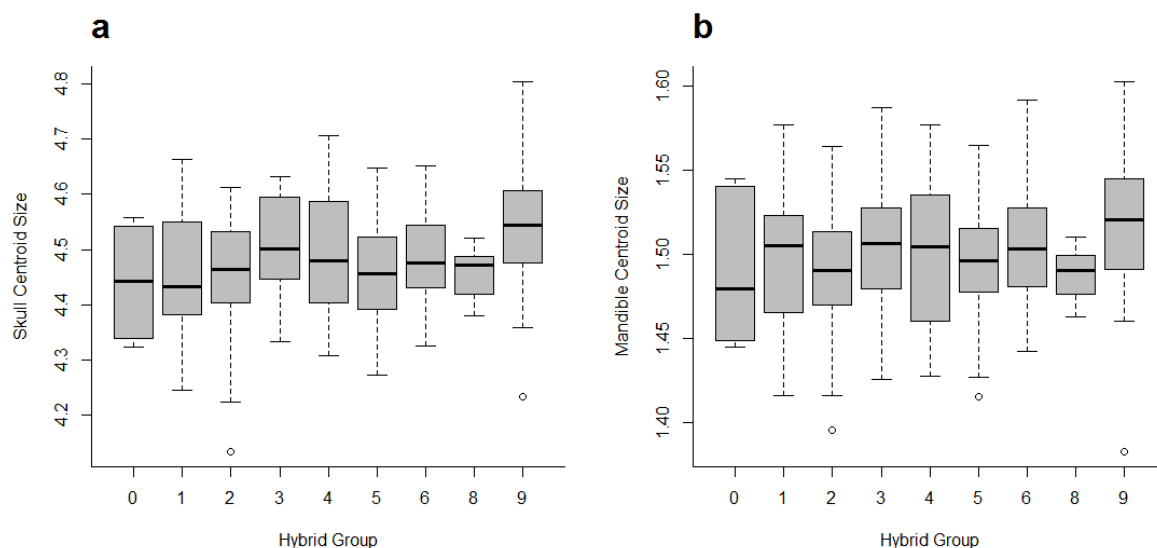 a
Skull Centroid Size
4.8
4.7
4.6
4.5
4.4
4.3
4.2
0 1 2 3 4 5 6 8 9
Hybrid Group
b
Mandible Centroid Size
1.60
1.55
1.50
1.45
1.40
0 1 2 3 4 5 6 8 9
Hybrid Group